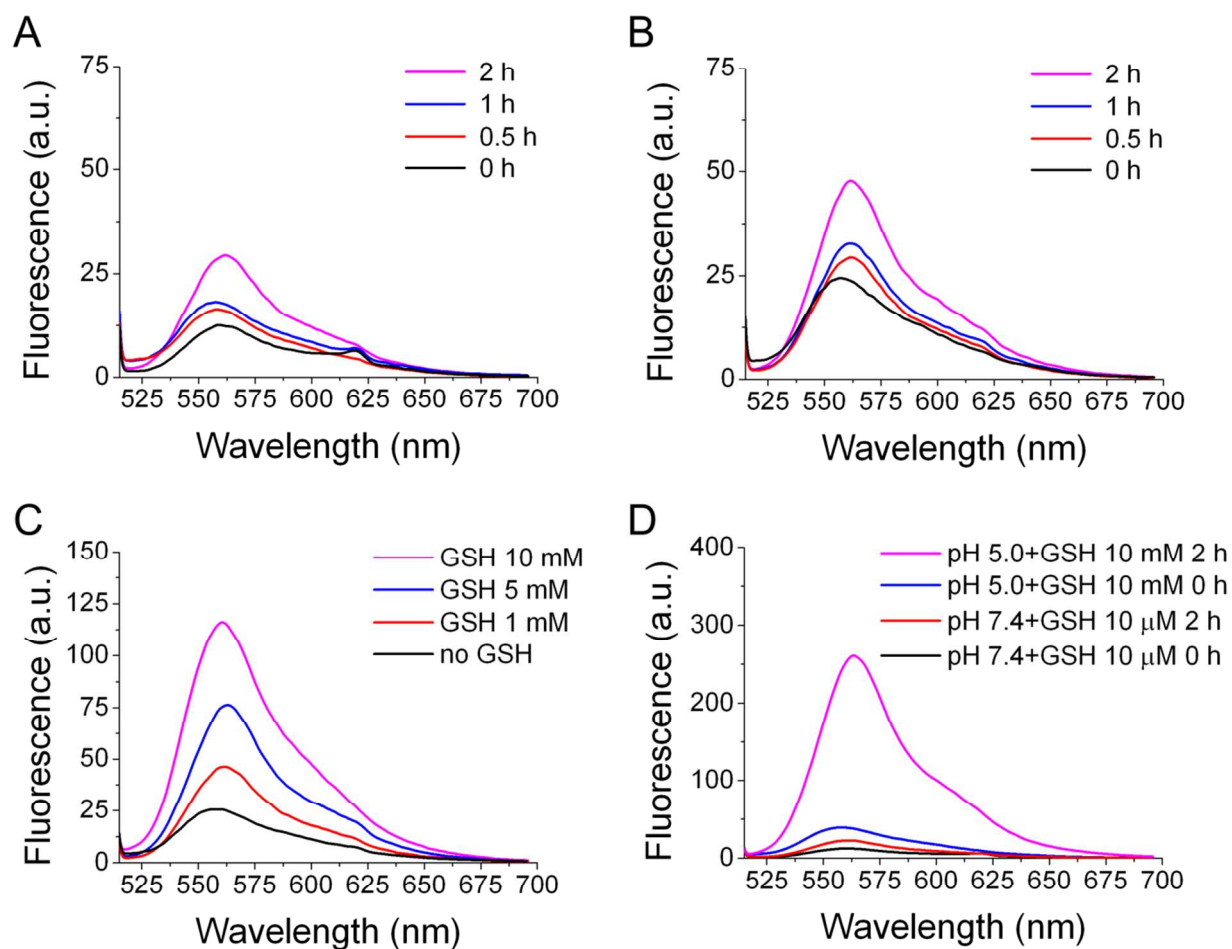 A
75
50
25
0
Fluorescence (a.u.)
2 h
1 h
0.5 h
0 h
525 550 575 600 625 650 675 700
Wavelength (nm)
B
75
50
25
0
Fluorescence (a.u.)
2 h
1 h
0.5 h
0 h
525 550 575 600 625 650 675 700
Wavelength (nm)
C
150
125
100
75
50
25
0
Fluorescence (a.u.)
GSH 10 mM
GSH 5 mM
GSH 1 mM
no GSH
525 550 575 600 625 650 675 700
Wavelength (nm)
D
400
300
200
100
0
Fluorescence (a.u.)
pH 5.0+GSH 10 mM 2 h
pH 5.0+GSH 10 mM 0 h
pH 7.4+GSH 10 μM 2 h
pH 7.4+GSH 10 μM 0 h
525 550 575 600 625 650 675 700
Wavelength (nm)